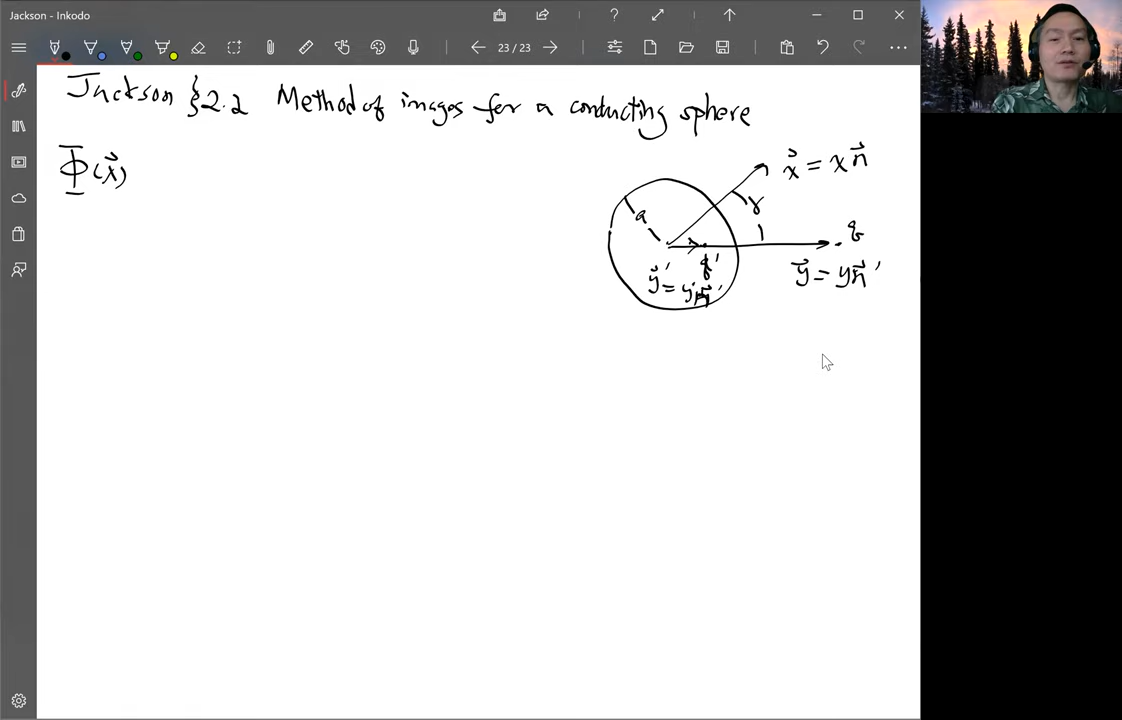 Jackson - Inkodo
23 / 23
Jackson §2.2 Method of images for a conducting sphere
Φ(x⃗)
x⃗ = x n⃗
a
γ
q
q'
y⃗' = y' n⃗'
y⃗ = y n⃗'